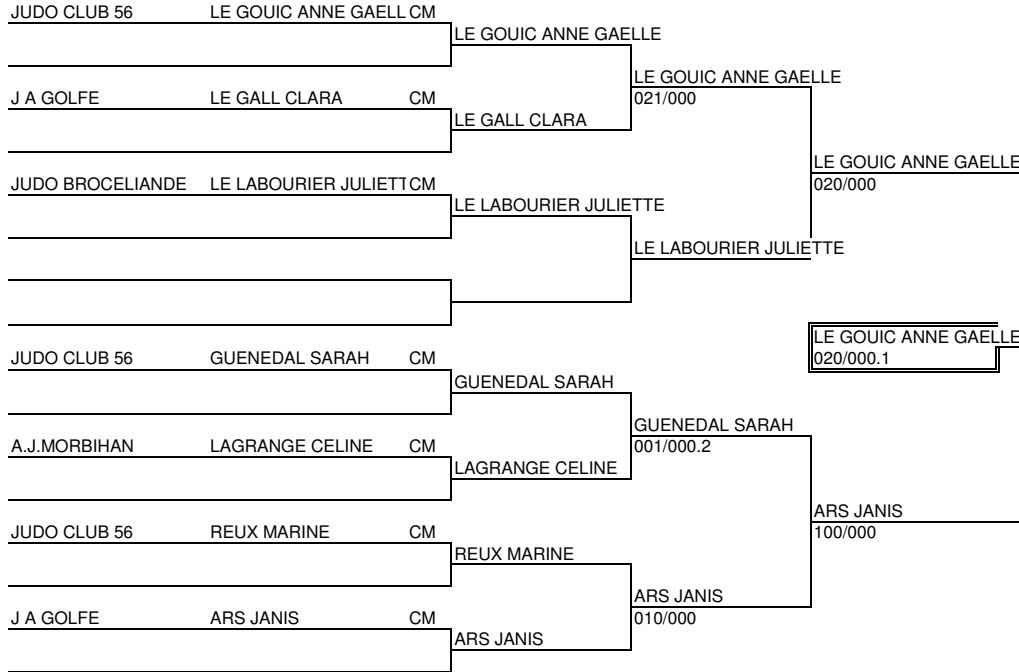 JUDO CLUB 56 LE GOUIC ANNE GAELL CM
LE GOUIC ANNE GAELLE
LE GOUIC ANNE GAELLE
021/000
J A GOLFE LE GALL CLARA CM
LE GALL CLARA
LE GOUIC ANNE GAELLE
020/000
JUDO BROCELIANDE LE LABOURIER JULIETT CM
LE LABOURIER JULIETTE
LE LABOURIER JULIETTE
LE GOUIC ANNE GAELLE
020/000.1
JUDO CLUB 56 GUENEDAL SARAH CM
GUENEDAL SARAH
GUENEDAL SARAH
001/000.2
A.J.MORBIHAN LAGRANGE CELINE CM
LAGRANGE CELINE
ARS JANIS
100/000
JUDO CLUB 56 REUX MARINE CM
REUX MARINE
ARS JANIS
010/000
J A GOLFE ARS JANIS CM
ARS JANIS